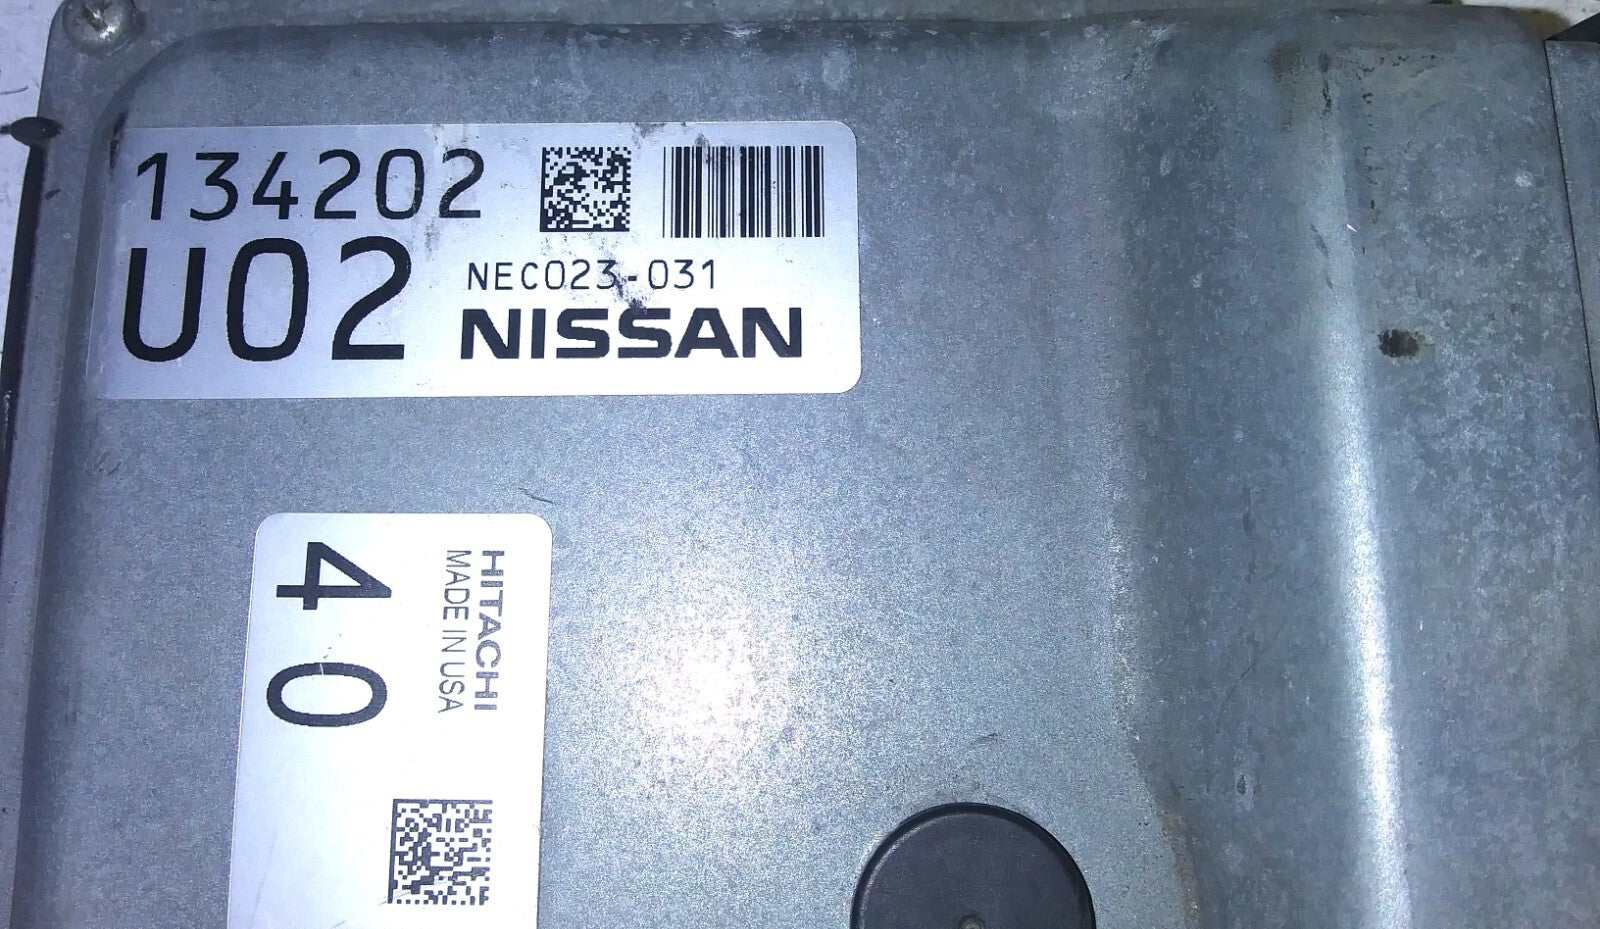 134202
U02
NEC023-031
NISSAN
40
HITACHI
MADE IN USA